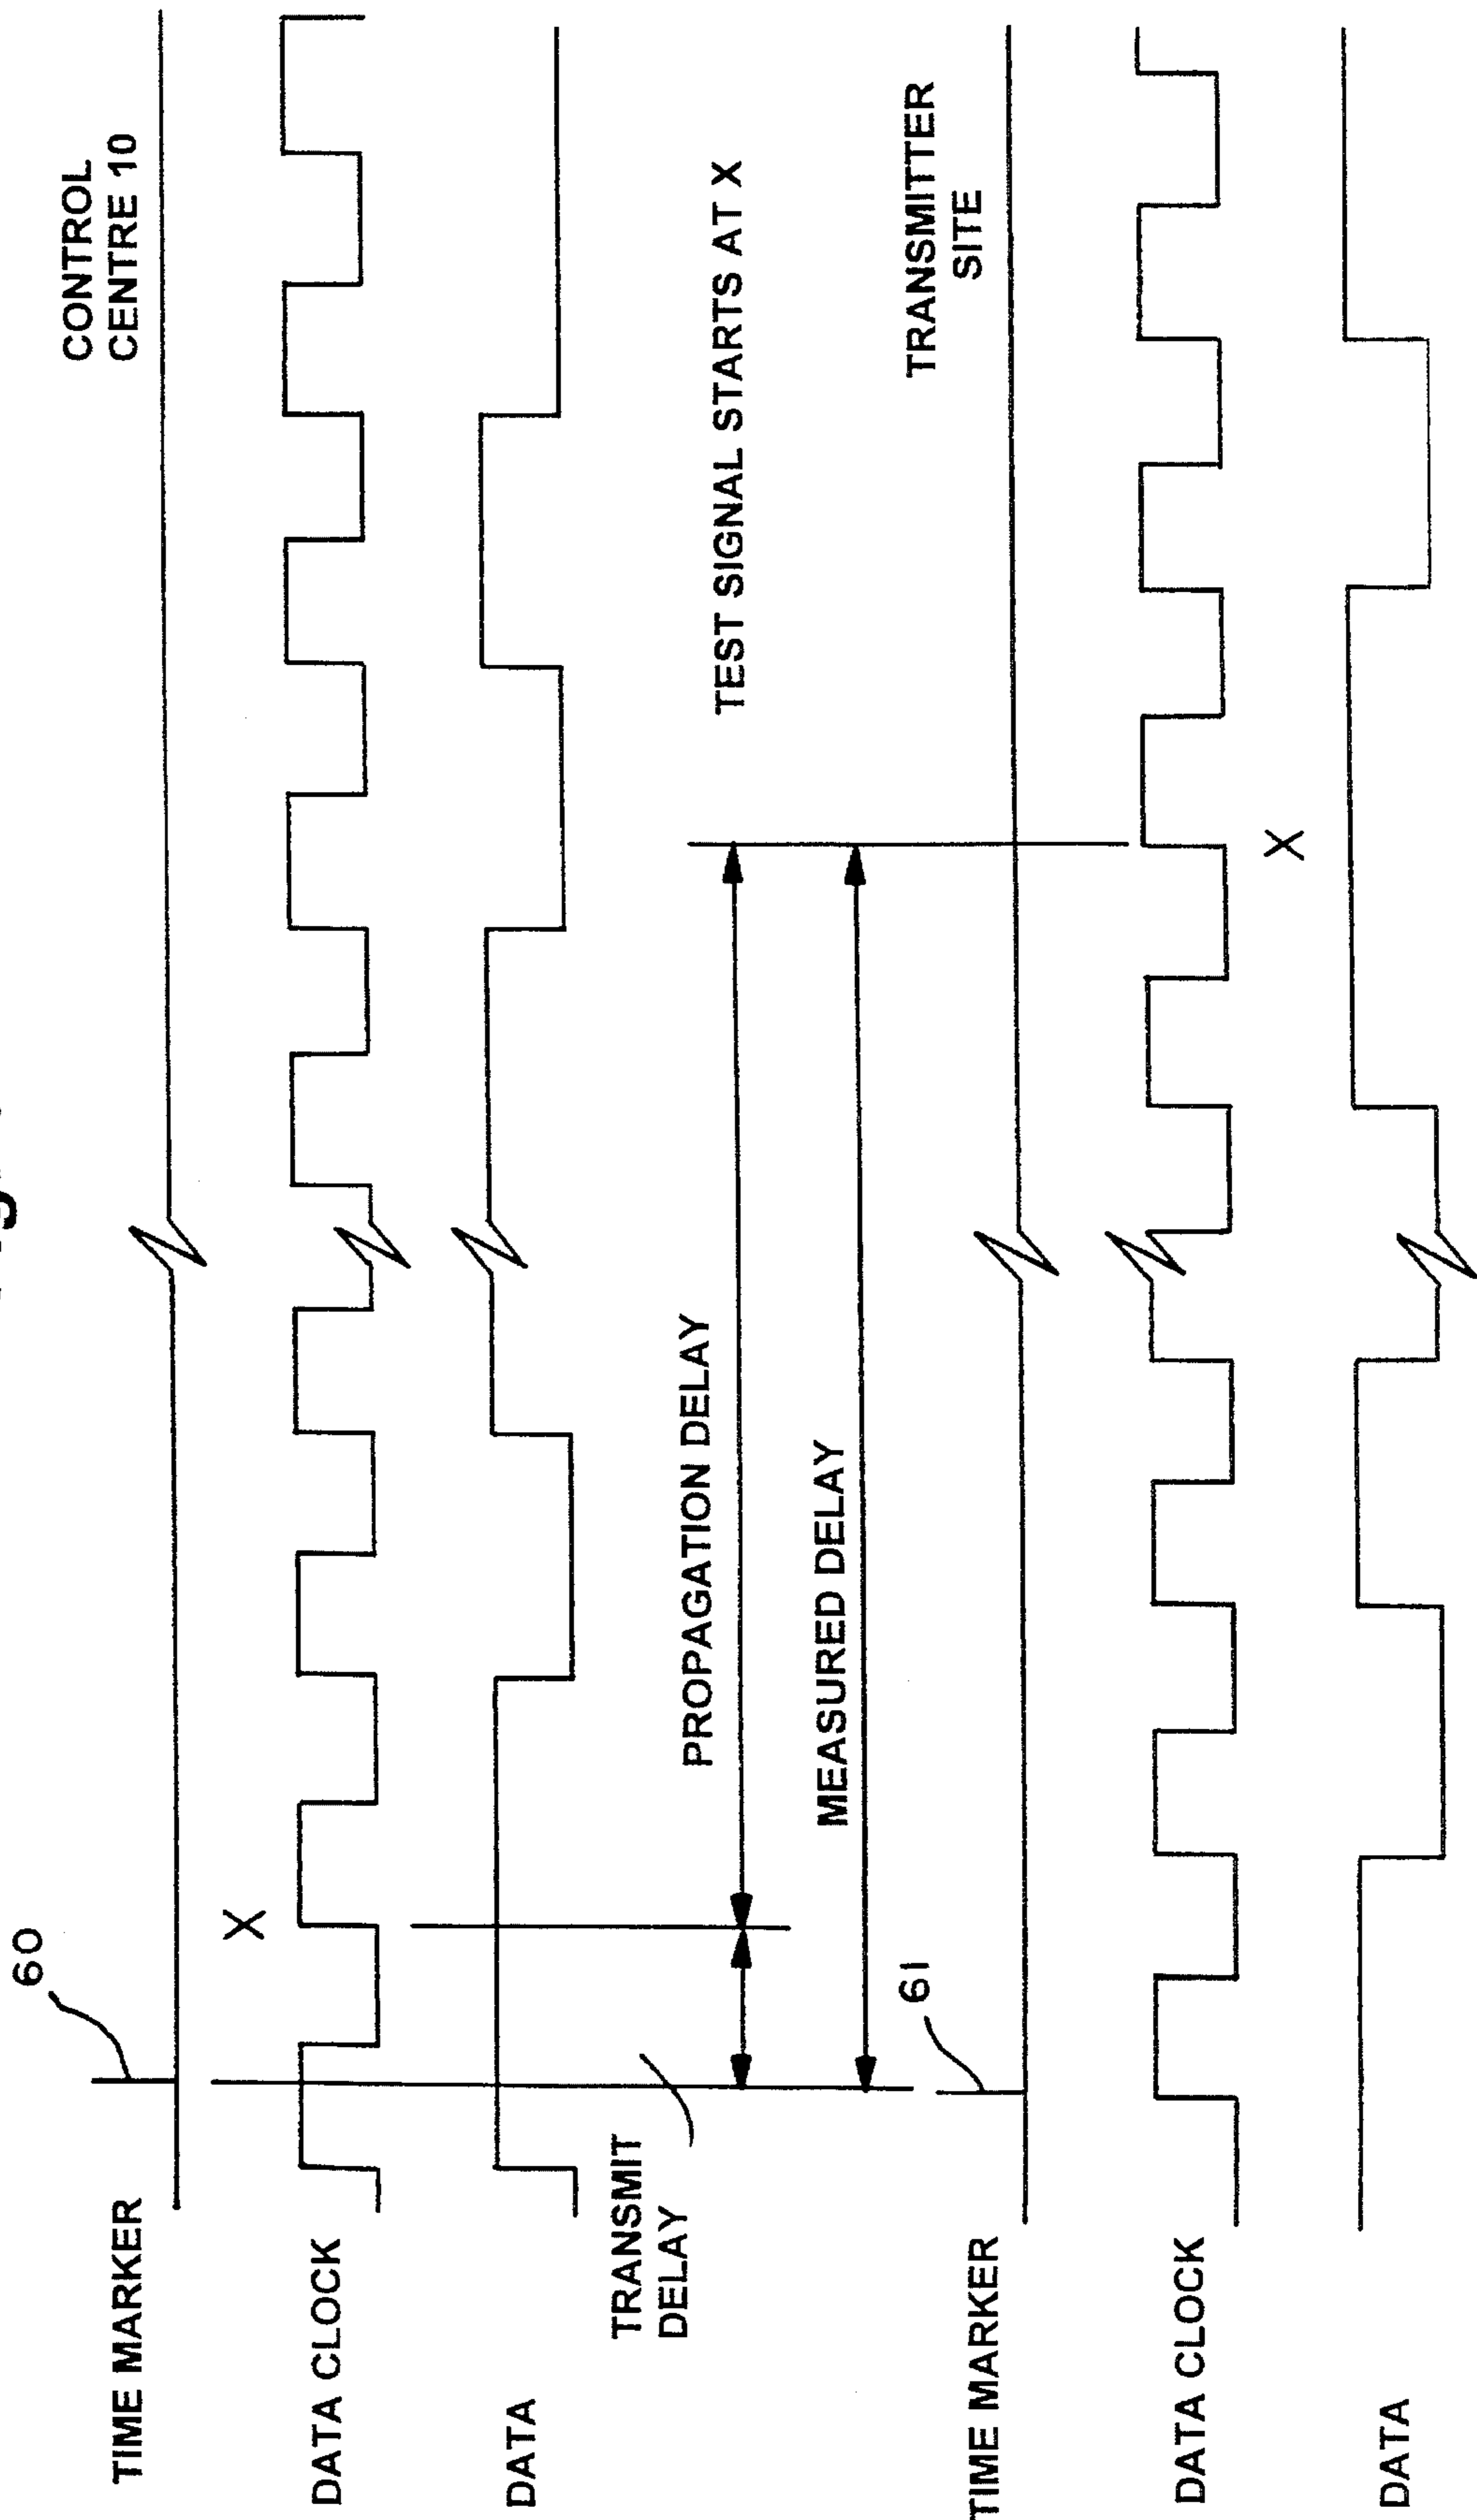 CONTROL
CENTRE 10
60
TIME MARKER
X
DATA CLOCK
DATA
TRANSMIT
DELAY
PROPAGATION DELAY
TEST SIGNAL STARTS AT X
MEASURED DELAY
TRANSMITTER
SITE
61
TIME MARKER
DATA CLOCK
X
DATA